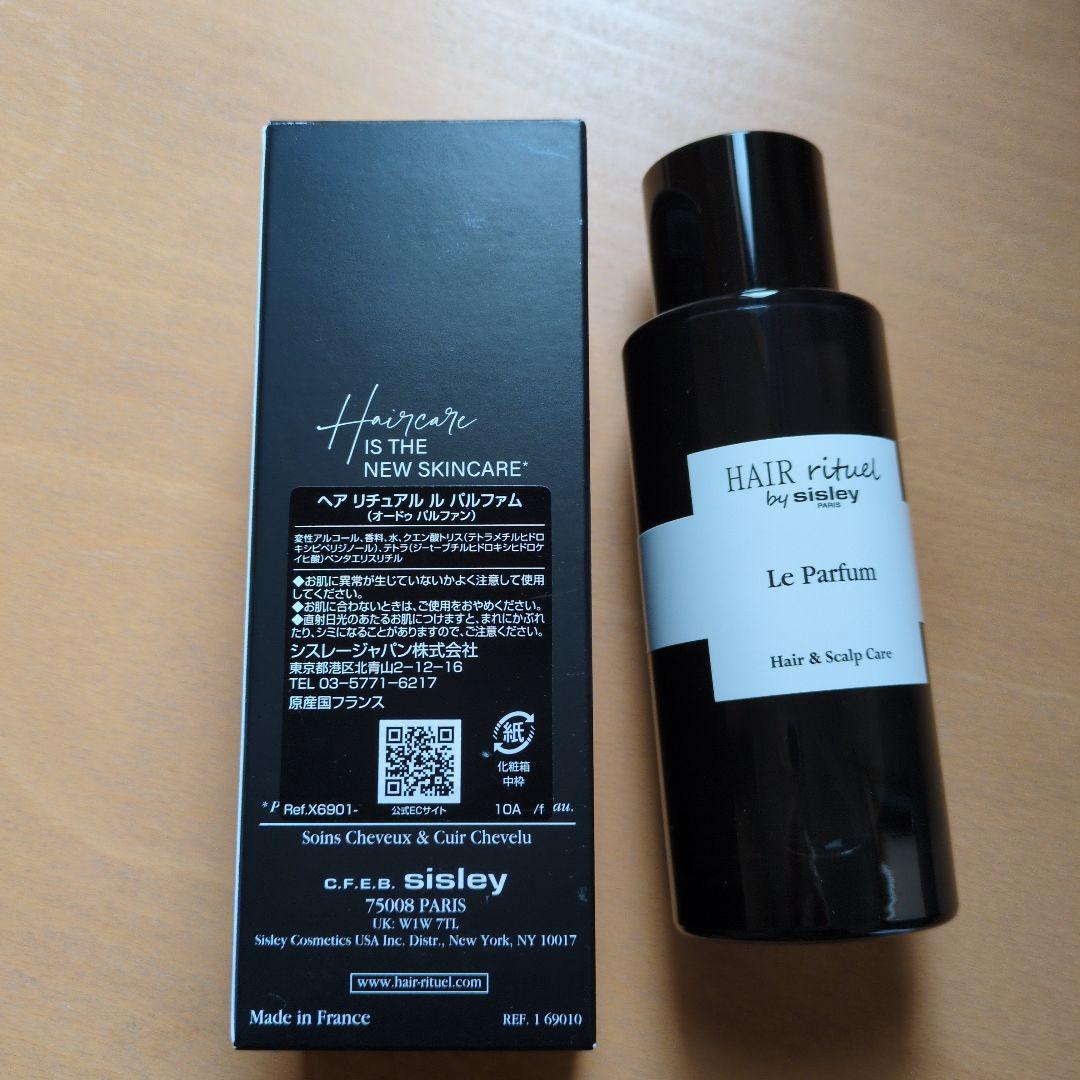 Haircare
IS THE
NEW SKINCARE*
ヘア リチュアル ル パルファム
(オードゥ パルファン)
変性アルコール、香料、水、クエン酸トリス(テトラメチルヒドロ
キシピペリジノール)、テトラ(ジ-t-ブチルヒドロキシヒドロケ
イヒ酸)ペンタエリスリチル
◆お肌に異常が生じていないかよく注意して使用
してください。
◆お肌に合わないときは、ご使用をおやめください。
◆直射日光のあたるお肌につけますと、まれにかぶれ
たり、シミになることがありますので、ご注意ください。
シスレージャパン株式会社
東京都港区北青山2-12-16
TEL 03-5771-6217
原産国フランス
紙
化粧箱
中枠
*P Ref.X6901- 公式ECサイト 10A /f au.
Soins Cheveux & Cuir Chevelu
C.F.E.B. sisley
75008 PARIS
UK: W1W 7TL
Sisley Cosmetics USA Inc. Distr., New York, NY 10017
www.hair-rituel.com
Made in France REF. 1 69010
HAIR rituel
by sisley
PARIS
Le Parfum
Hair & Scalp Care